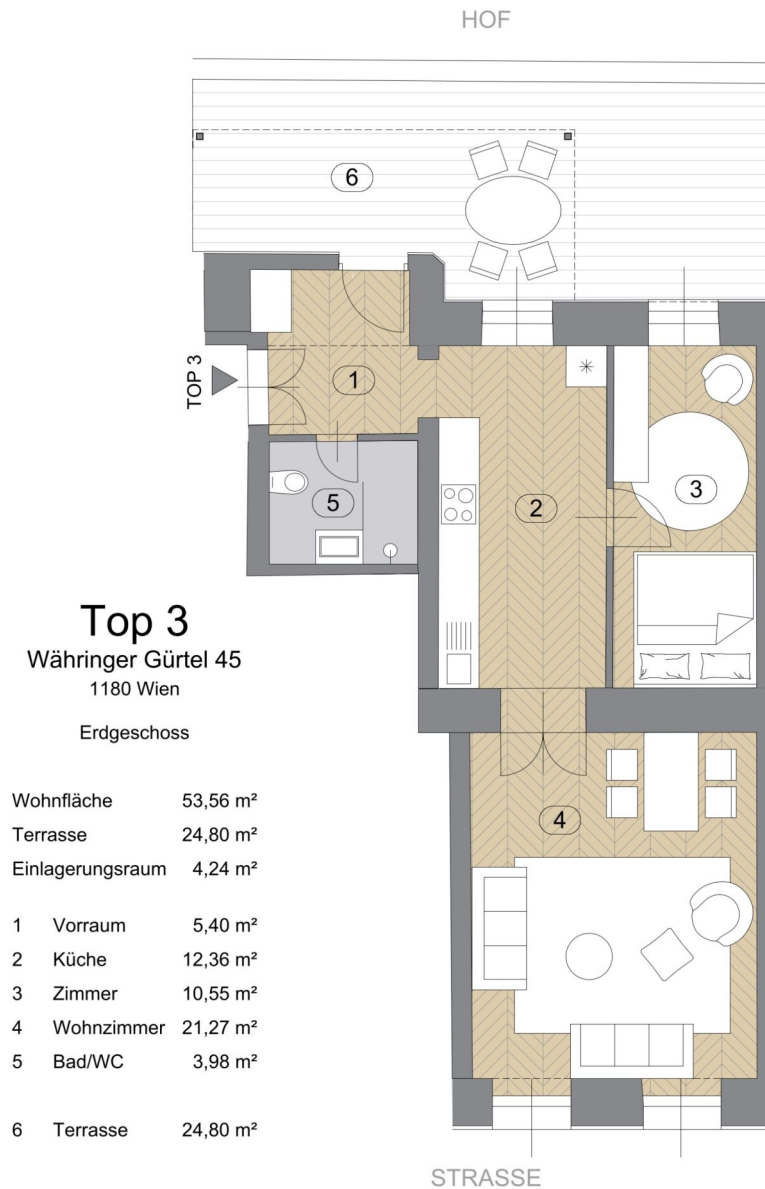 HOF
6
TOP 3
1
5
2
3
Top 3
Währinger Gürtel 45
1180 Wien
Erdgeschoss
Wohnfläche 53,56 m²
Terrasse 24,80 m²
Einlagerungsraum 4,24 m²
1 Vorraum 5,40 m²
2 Küche 12,36 m²
3 Zimmer 10,55 m²
4 Wohnzimmer 21,27 m²
5 Bad/WC 3,98 m²
6 Terrasse 24,80 m²
4
STRASSE